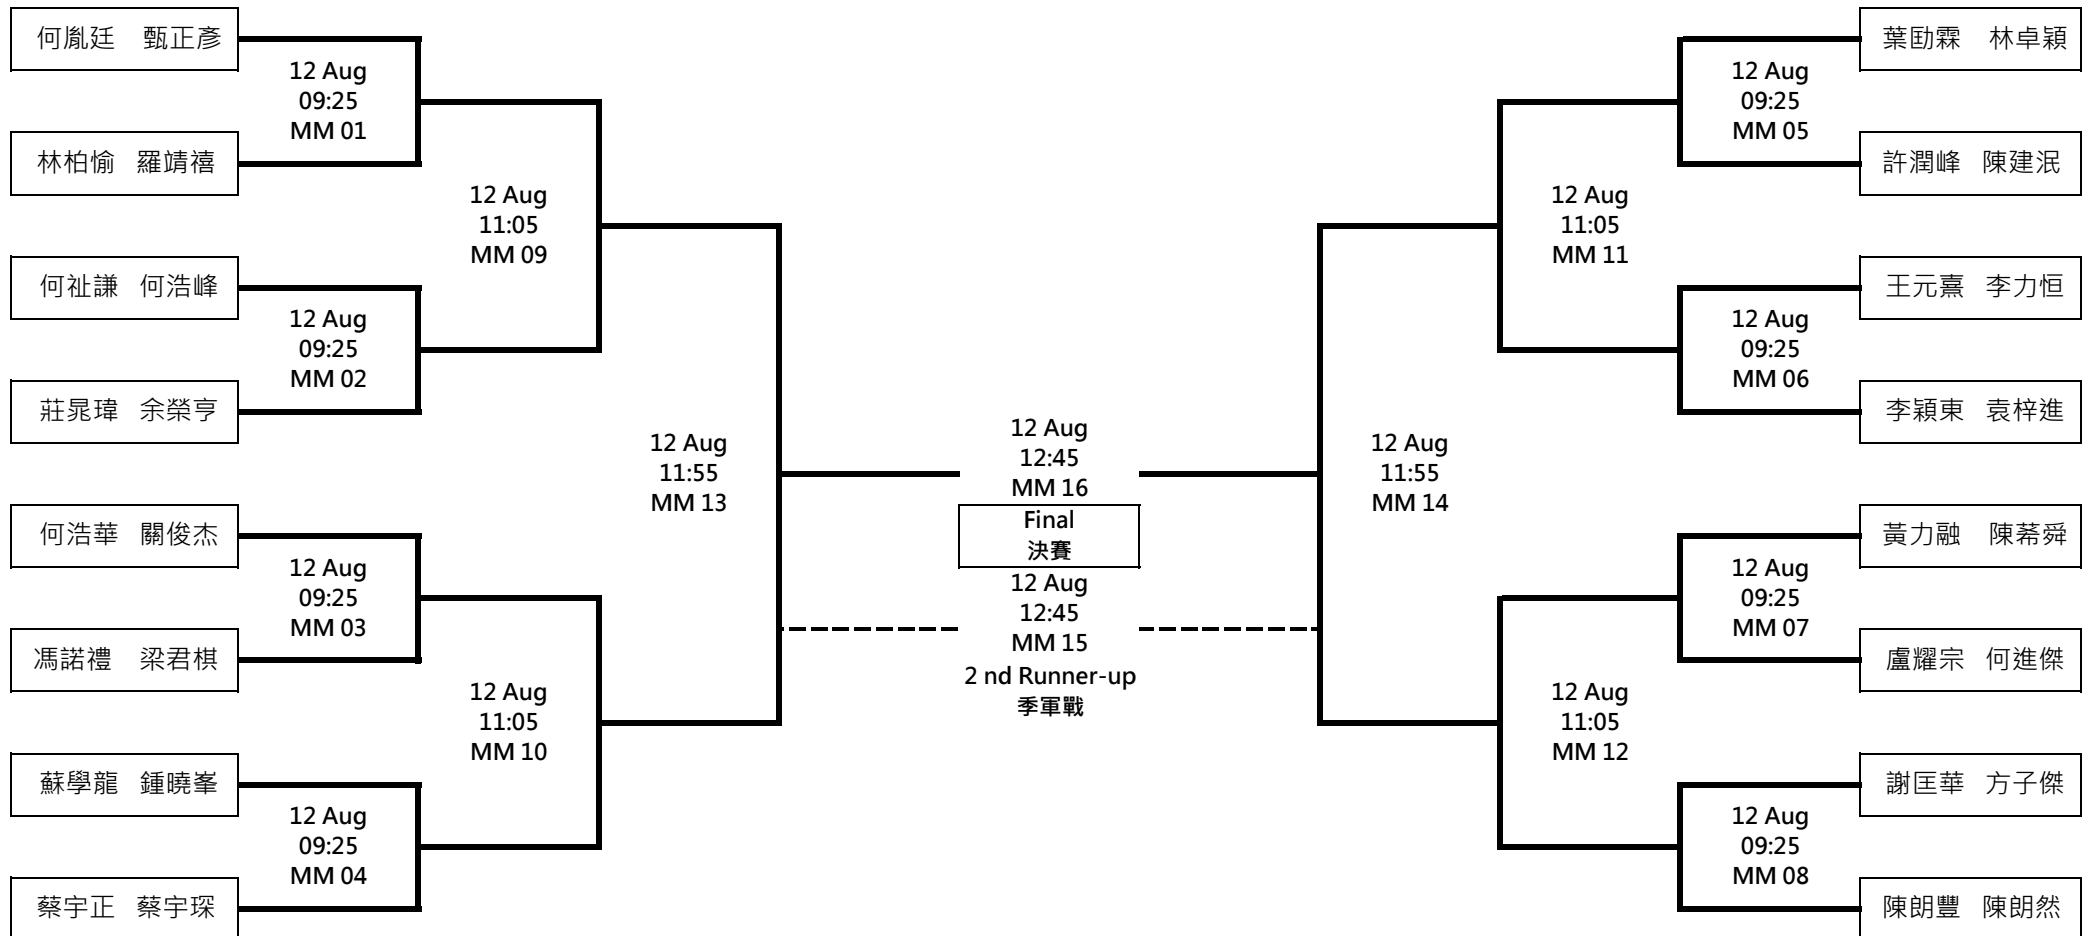 何胤廷 甄正彥
12 Aug
09:25
MM 01
林柏愉 羅靖禧
12 Aug
11:05
MM 09
何祉謙 何浩峰
12 Aug
09:25
MM 02
莊晁瑋 余榮亨
12 Aug
11:55
MM 13
何浩華 關俊杰
12 Aug
09:25
MM 03
馮諾禮 梁君棋
12 Aug
11:05
MM 10
蘇學龍 鍾曉峯
12 Aug
09:25
MM 04
蔡宇正 蔡宇琛
12 Aug
12:45
MM 16
Final
決賽
12 Aug
12:45
MM 15
2 nd Runner-up
季軍戰
葉劻霖 林卓穎
12 Aug
09:25
MM 05
許潤峰 陳建泯
12 Aug
11:05
MM 11
王元熹 李力恒
12 Aug
09:25
MM 06
李穎東 袁梓進
12 Aug
11:55
MM 14
黃力融 陳莃舜
12 Aug
09:25
MM 07
盧耀宗 何進傑
12 Aug
11:05
MM 12
謝匡華 方子傑
12 Aug
09:25
MM 08
陳朗豐 陳朗然